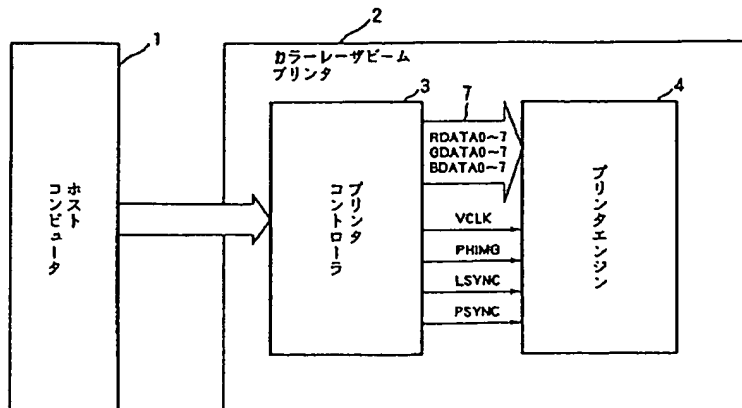 1
2
カラーレーザビーム
プリンタ
3
7
4
ホスト
コンピュータ
プリンタ
コントローラ
RDATA0~7
GDATA0~7
BDATA0~7
VCLK
PHIMG
LSYNC
PSYNC
プリンタエンジン